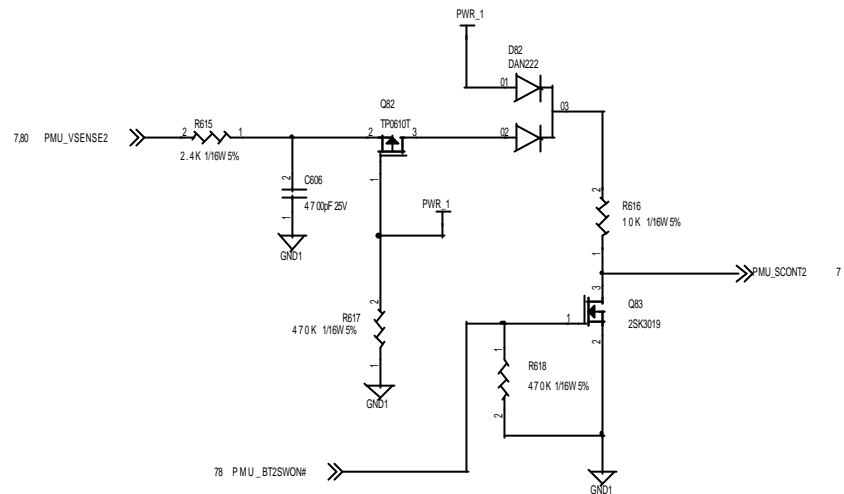 PWR_1
D82
DAN222
01
03
Q82
TP0610T
R615
7,80 PMU_VSENSE2
2
1
2
3
02
2.4K 1/16W 5%
2
C606
4700pF 25V
1
1
PWR_1
2
R616
10K 1/16W 5%
1
GND1
PMU_SCONT2 7
3
Q83
2SK3019
2
R617
470K 1/16W 5%
1
1
2
1
R618
470K 1/16W 5%
GND1
2
78 PMU_BT2SWON#
GND1